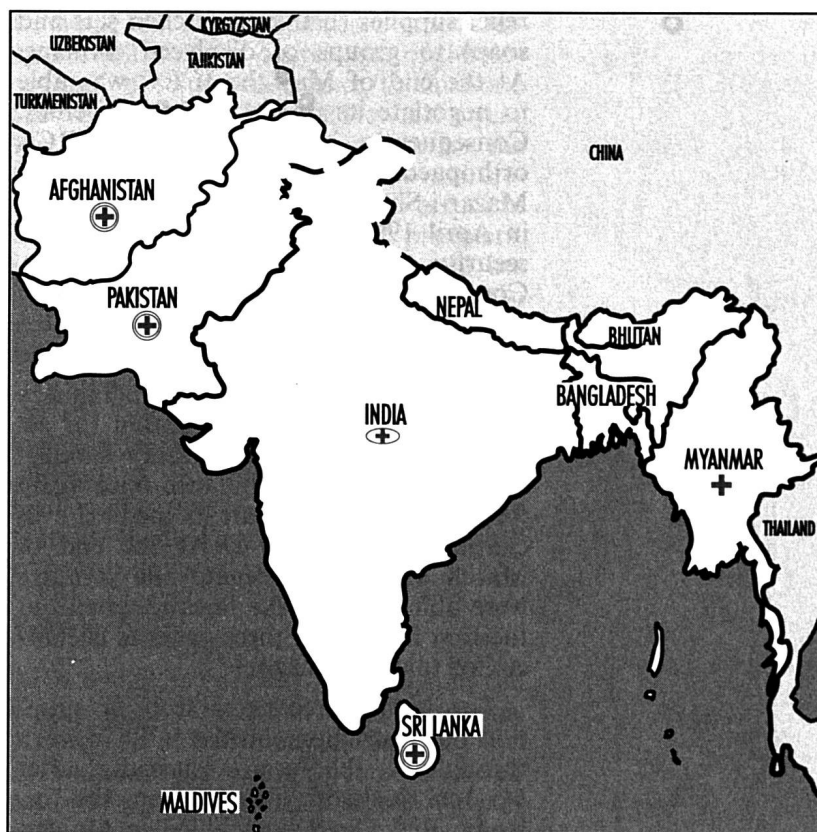 KYRGYZSTAN
UZBEKISTAN
TAJIKISTAN
TURKMENISTAN
CHINA
AFGHANISTAN
PAKISTAN
NEPAL
BHUTAN
BANGLADESH
INDIA
MYANMAR
THAILAND
SRI LANKA
MALDIVES